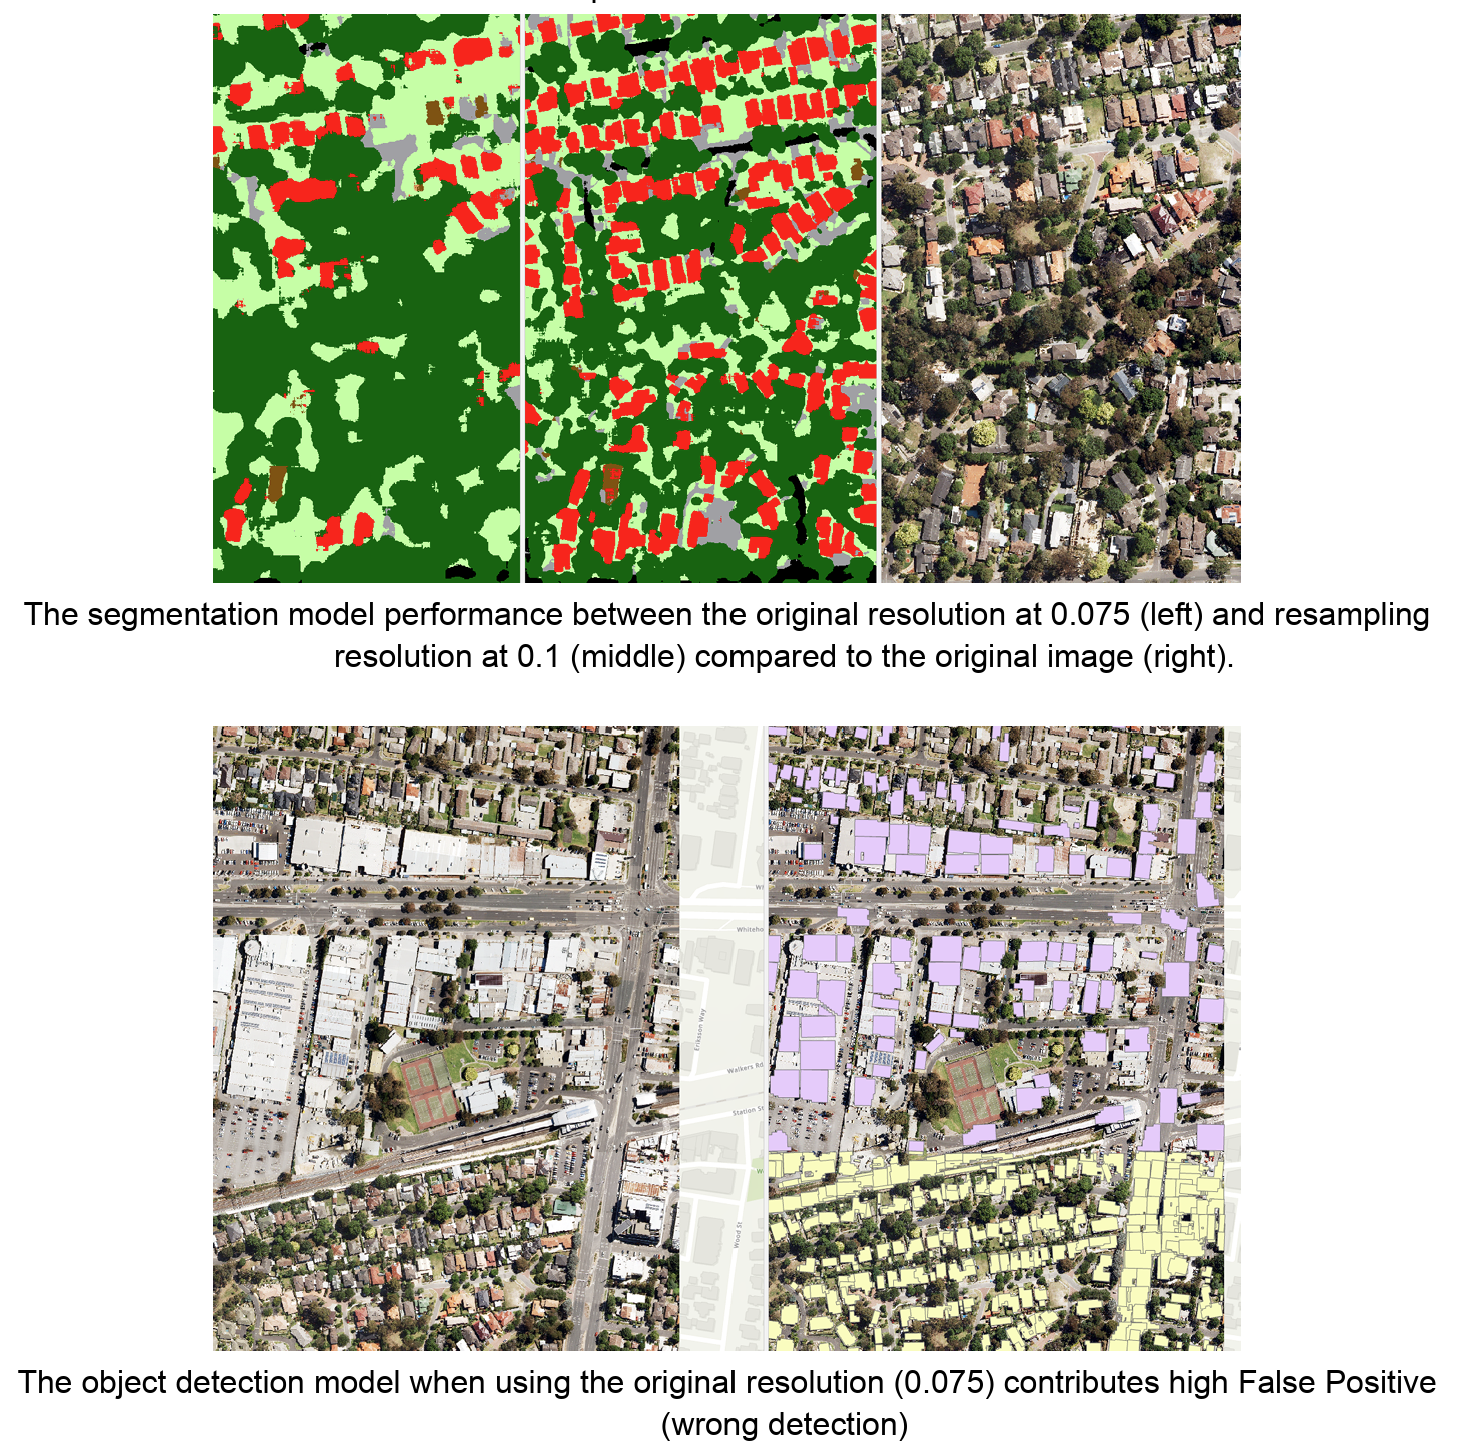 The segmentation model performance between the original resolution at 0.075 (left) and resampling
resolution at 0.1 (middle) compared to the original image (right).
Whiteho
Eriksson Way
Walkers Rd
Station St
Wood St
The object detection model when using the original resolution (0.075) contributes high False Positive
(wrong detection)